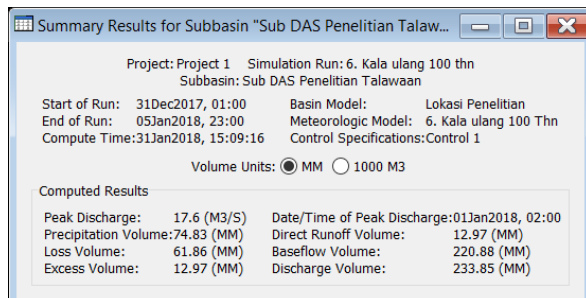 Summary Results for Subbasin "Sub DAS Penelitian Talaw...
Project: Project 1 Simulation Run: 6. Kala ulang 100 thn
Subbasin: Sub DAS Penelitian Talawaan
Start of Run: 31Dec2017, 01:00 Basin Model: Lokasi Penelitian
End of Run: 05Jan2018, 23:00 Meteorologic Model: 6. Kala ulang 100 Thn
Compute Time:31Jan2018, 15:09:16 Control Specifications:Control 1
Volume Units: MM 1000 M3
Computed Results
Peak Discharge: 17.6 (M3/S) Date/Time of Peak Discharge:01Jan2018, 02:00
Precipitation Volume:74.83 (MM) Direct Runoff Volume: 12.97 (MM)
Loss Volume: 61.86 (MM) Baseflow Volume: 220.88 (MM)
Excess Volume: 12.97 (MM) Discharge Volume: 233.85 (MM)